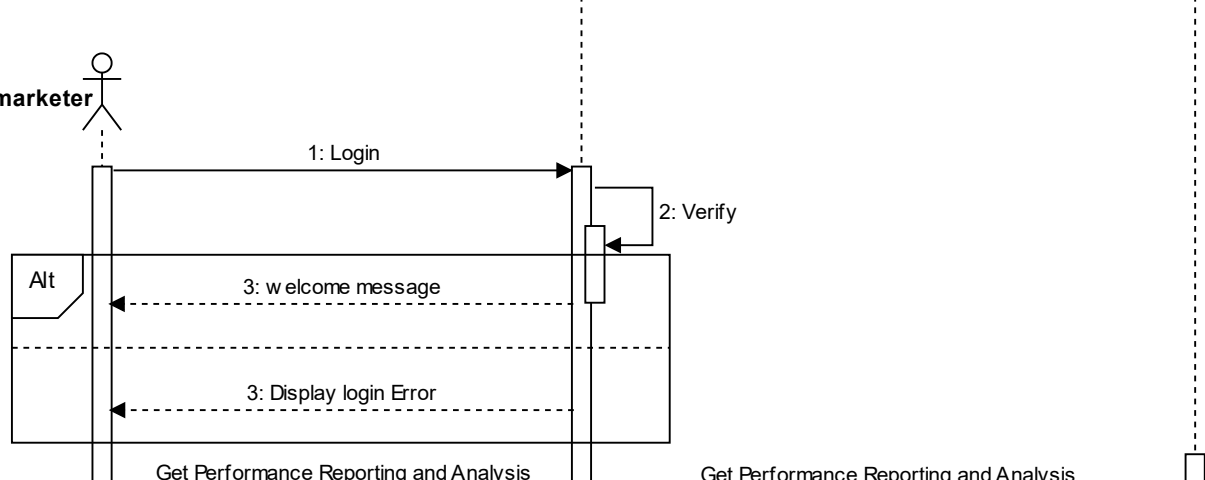 marketer
1: Login
2: Verify
Alt
3: welcome message
3: Display login Error
Get Performance Reporting and Analysis
Get Performance Reporting and Analysis